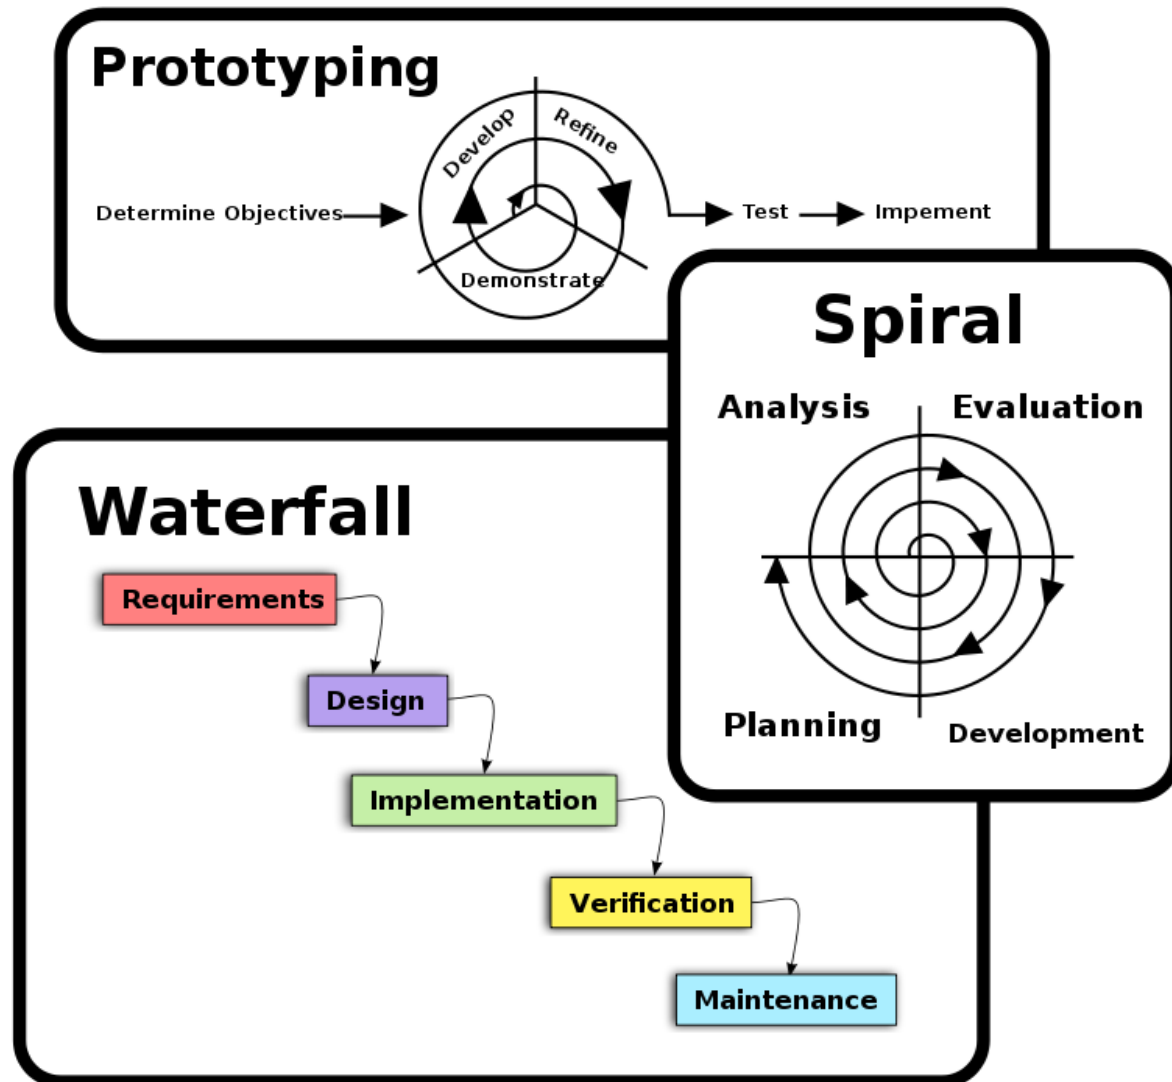 Prototyping
Develop
Refine
Determine Objectives
Test
Impement
Demonstrate
Spiral
Analysis
Evaluation
Planning
Development
Waterfall
Requirements
Design
Implementation
Verification
Maintenance